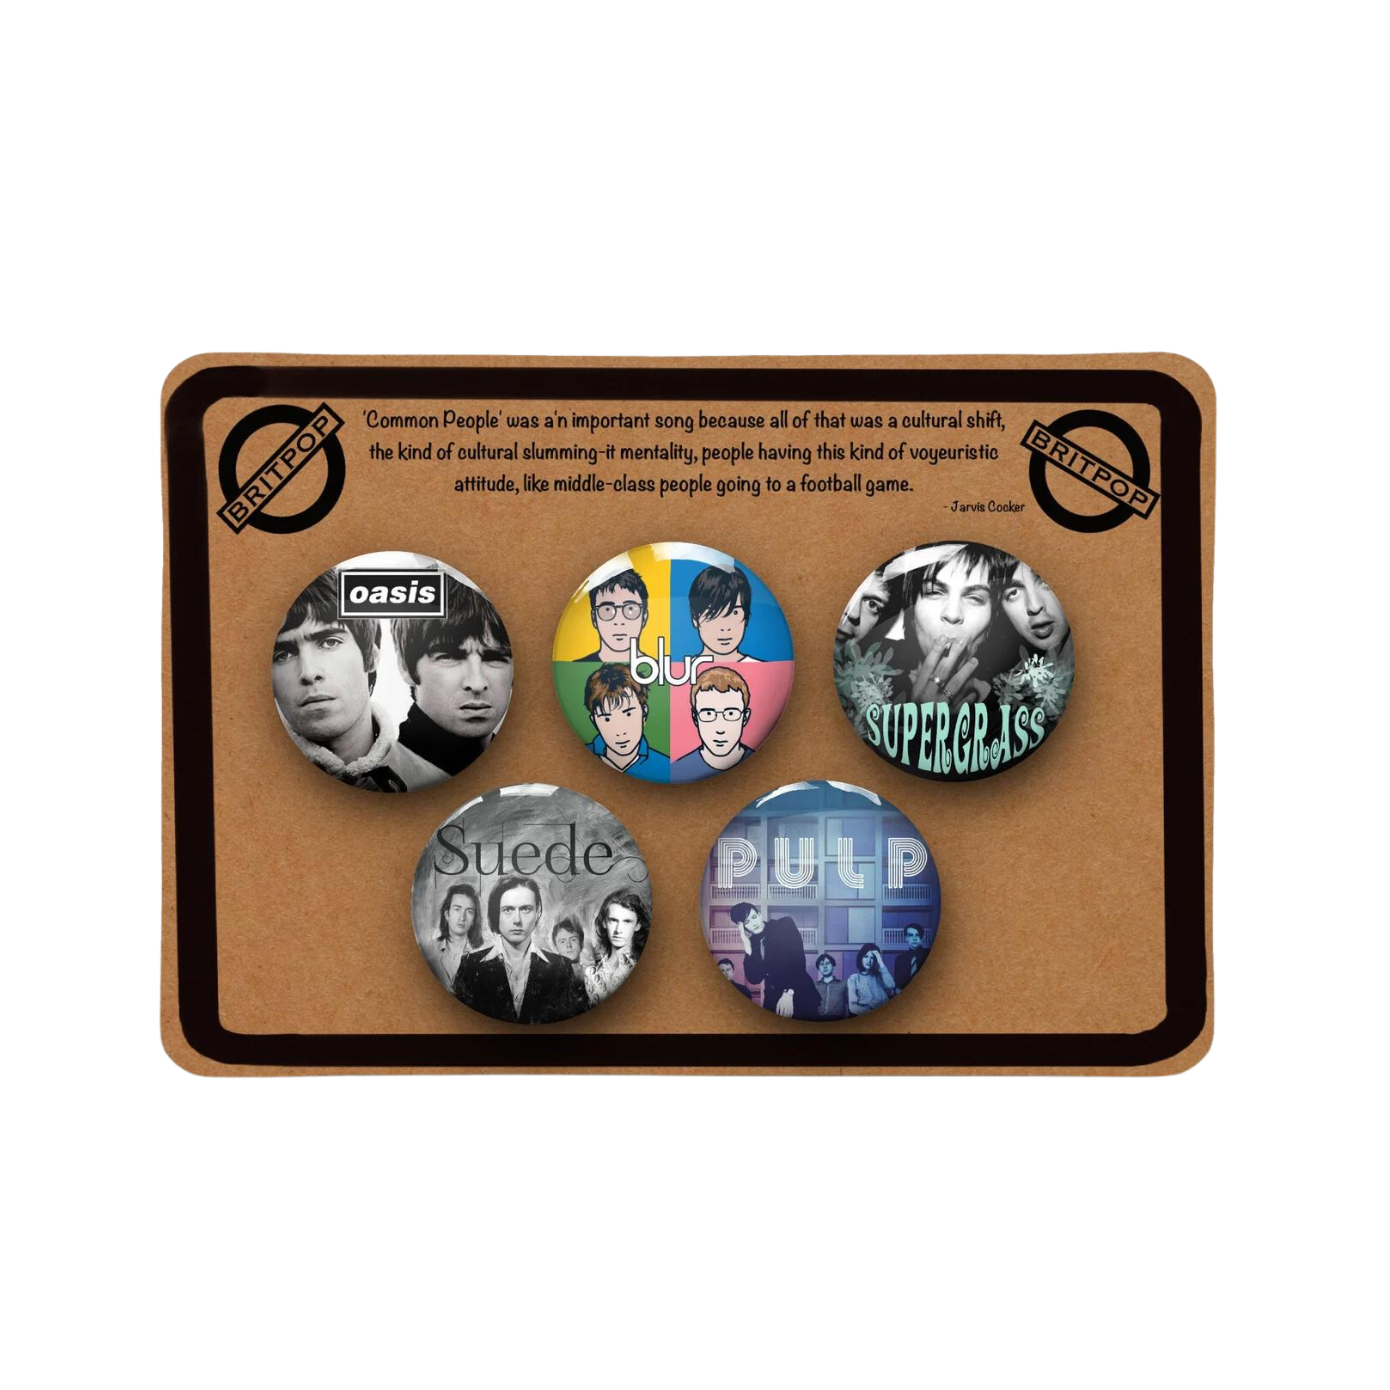 'Common People' was a'n important song because all of that was a cultural shift,
the kind of cultural slumming-it mentality, people having this kind of voyeuristic
attitude, like middle-class people going to a football game.
- Jarvis Cocker
BRITPOP
BRITPOP
oasis
blur
SUPERGRASS
Suede
PULP